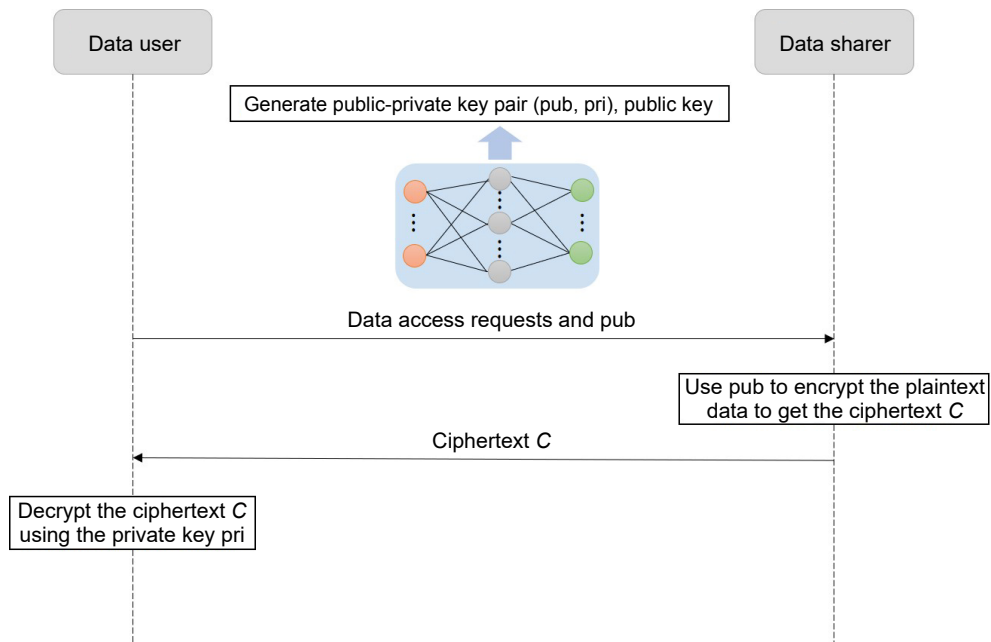 Data user
Data sharer
Generate public-private key pair (pub, pri), public key
Data access requests and pub
Use pub to encrypt the plaintext
data to get the ciphertext C
Ciphertext C
Decrypt the ciphertext C
using the private key pri